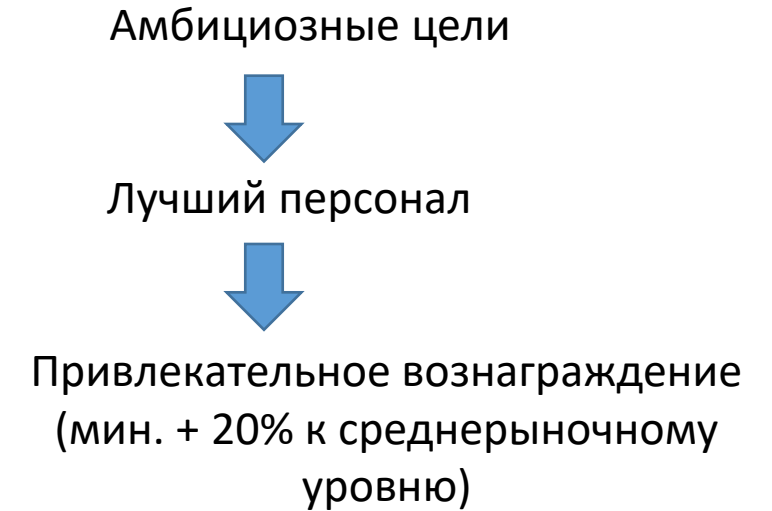 Амбициозные цели
Лучший персонал
Привлекательное вознаграждение
(мин. + 20% к среднерыночному
уровню)